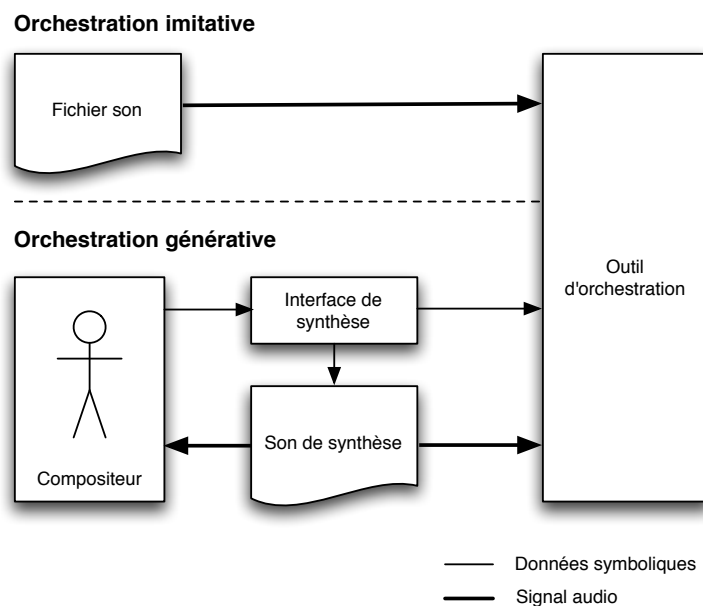 Orchestration imitative
Fichier son
Orchestration générative
Outil
d'orchestration
Interface de
synthèse
Son de synthèse
Compositeur
Données symboliques
Signal audio